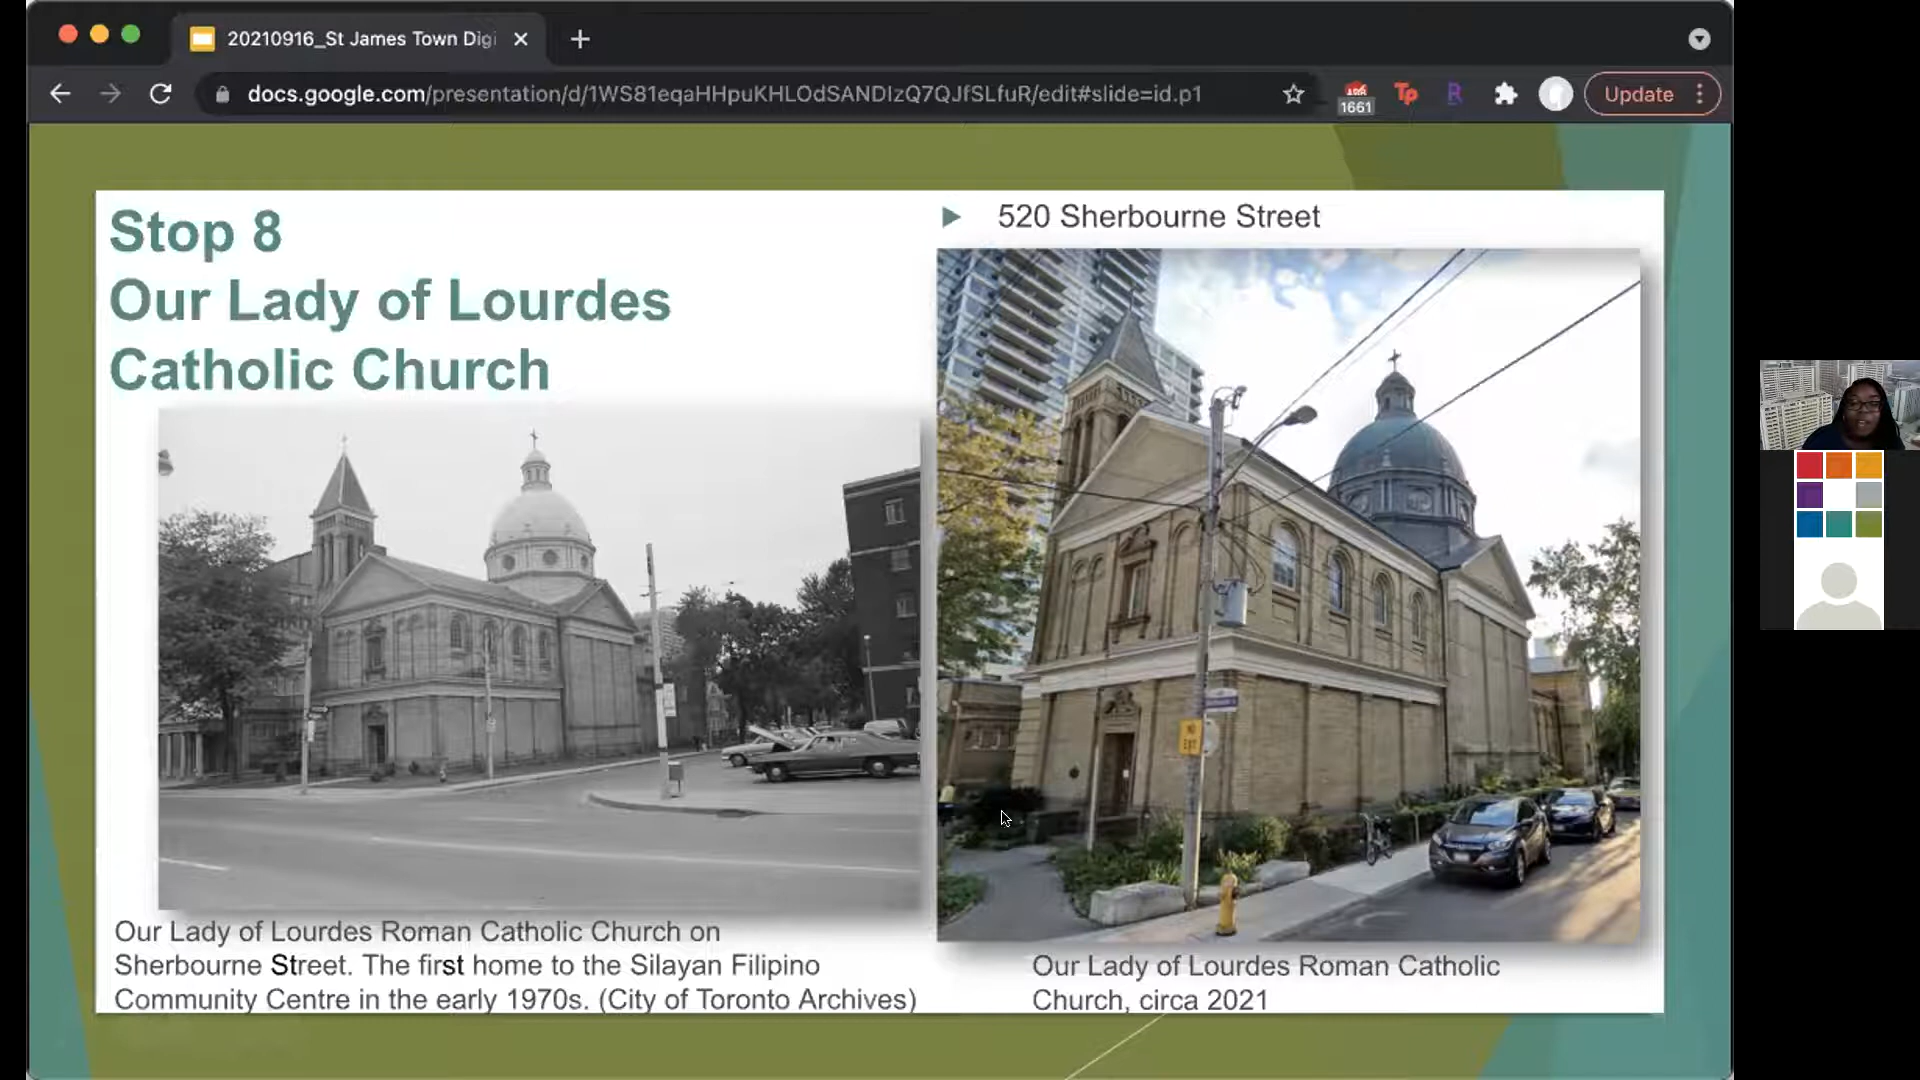 20210916_St James Town Digi
docs.google.com/presentation/d/1WS81eqaHHpuKHLOdSANDIzQ7QJfSLfuR/edit#slide=id.p1
1661
Tp
R
Update
Stop 8
Our Lady of Lourdes
Catholic Church
520 Sherbourne Street
Our Lady of Lourdes Roman Catholic Church on
Sherbourne Street. The first home to the Silayan Filipino
Community Centre in the early 1970s. (City of Toronto Archives)
Our Lady of Lourdes Roman Catholic
Church, circa 2021